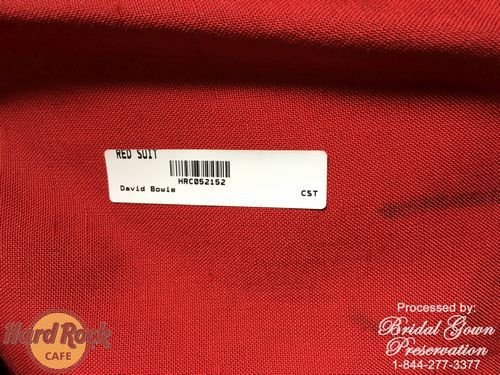 RED SUIT
HRC052152
David Bowie
CST
Hard Rock
CAFE
Processed by:
Bridal Gown
Preservation
1-844-277-3377